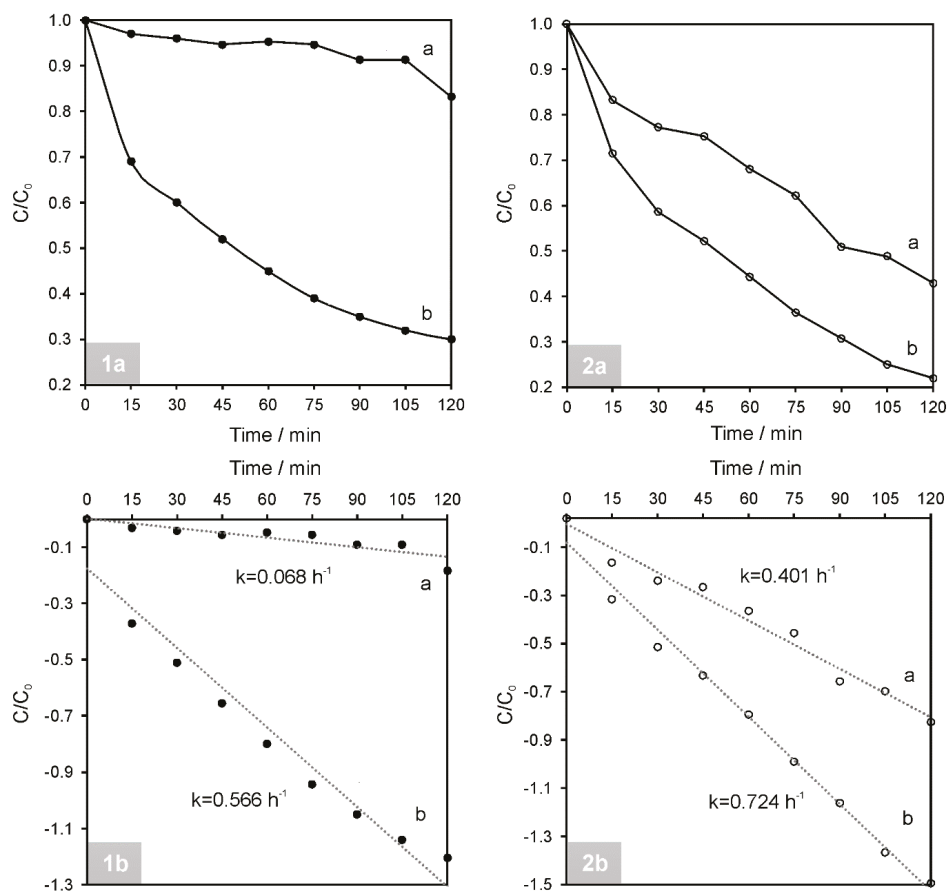 1.0
0.9
0.8
0.7
0.6
0.5
0.4
0.3
0.2
C/C₀
a
b
1a
0 15 30 45 60 75 90 105 120
Time / min
1.0
0.9
0.8
0.7
0.6
0.5
0.4
0.3
0.2
C/C₀
a
b
2a
0 15 30 45 60 75 90 105 120
Time / min
Time / min
0 15 30 45 60 75 90 105 120
-0.1
-0.3
-0.5
-0.7
-0.9
-1.1
-1.3
C/C₀
k=0.068 h⁻¹
a
k=0.566 h⁻¹
b
1b
Time / min
0 15 30 45 60 75 90 105 120
-0.1
-0.3
-0.5
-0.7
-0.9
-1.1
-1.3
-1.5
C/C₀
k=0.401 h⁻¹
a
k=0.724 h⁻¹
b
2b